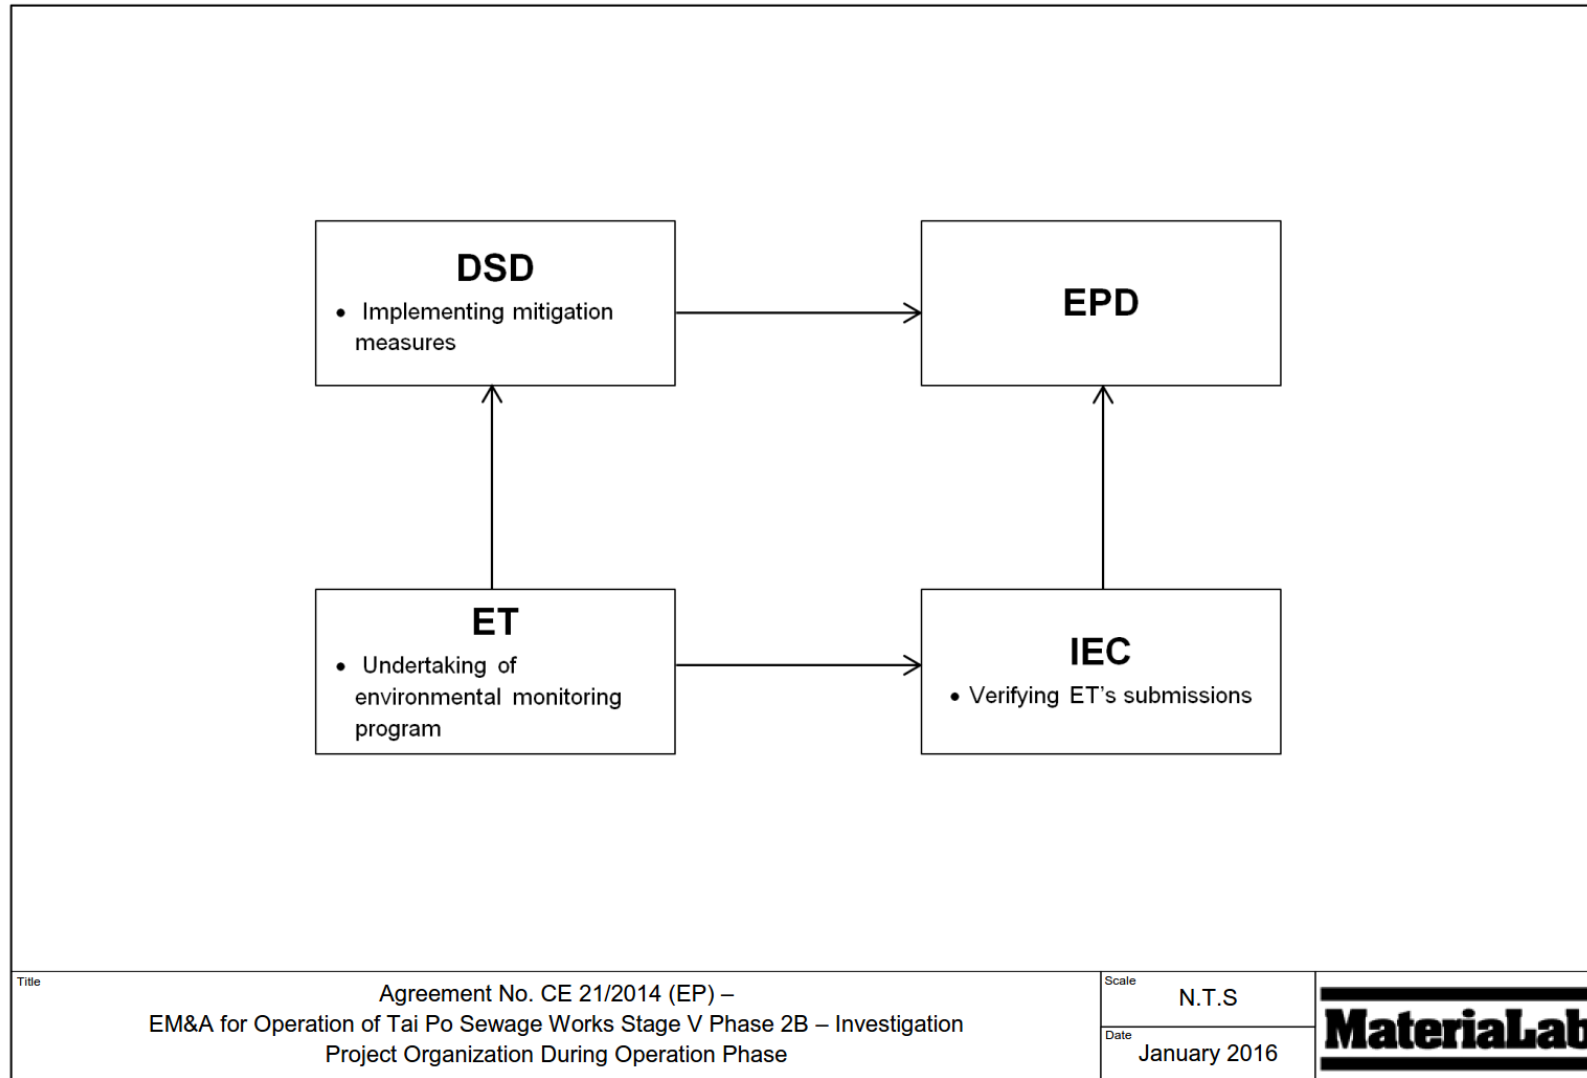 DSD
• Implementing mitigation
measures
EPD
ET
• Undertaking of
environmental monitoring
program
IEC
• Verifying ET's submissions
Title
Agreement No. CE 21/2014 (EP) –
EM&A for Operation of Tai Po Sewage Works Stage V Phase 2B – Investigation
Project Organization During Operation Phase
Scale
N.T.S
Date
January 2016
MateriaLab